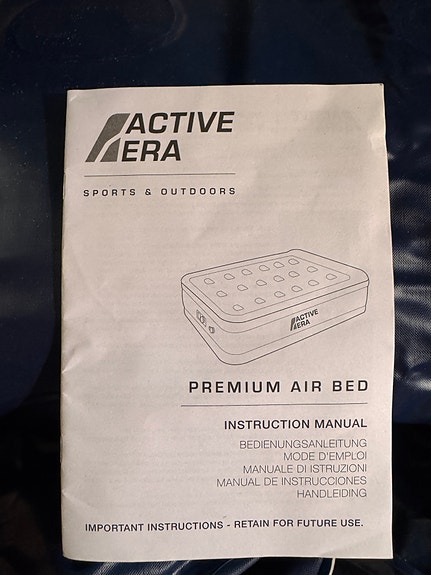 ACTIVE
ERA
SPORTS & OUTDOORS
ACTIVE
ERA
PREMIUM AIR BED
INSTRUCTION MANUAL
BEDIENUNGSANLEITUNG
MODE D'EMPLOI
MANUALE DI ISTRUZIONI
MANUAL DE INSTRUCCIONES
HANDLEIDING
IMPORTANT INSTRUCTIONS - RETAIN FOR FUTURE USE.